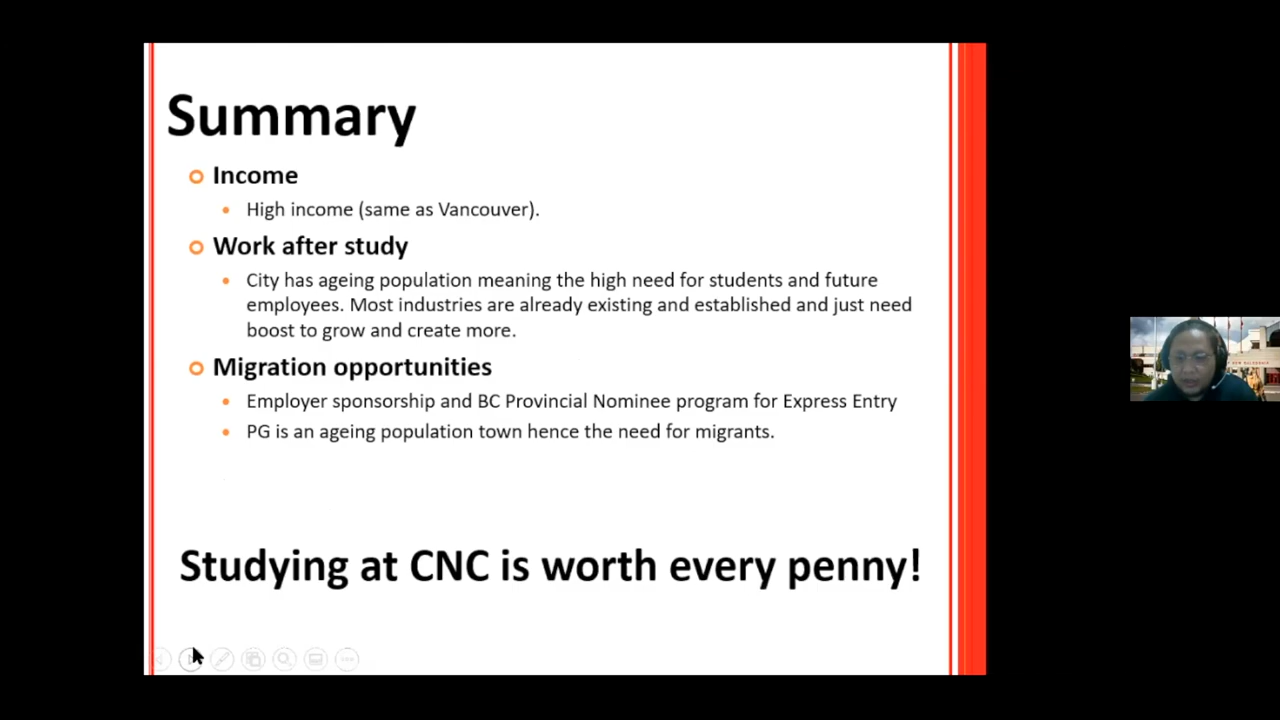 Summary
Income
High income (same as Vancouver).
Work after study
City has ageing population meaning the high need for students and future
employees. Most industries are already existing and established and just need
boost to grow and create more.
Migration opportunities
Employer sponsorship and BC Provincial Nominee program for Express Entry
PG is an ageing population town hence the need for migrants.
Studying at CNC is worth every penny!